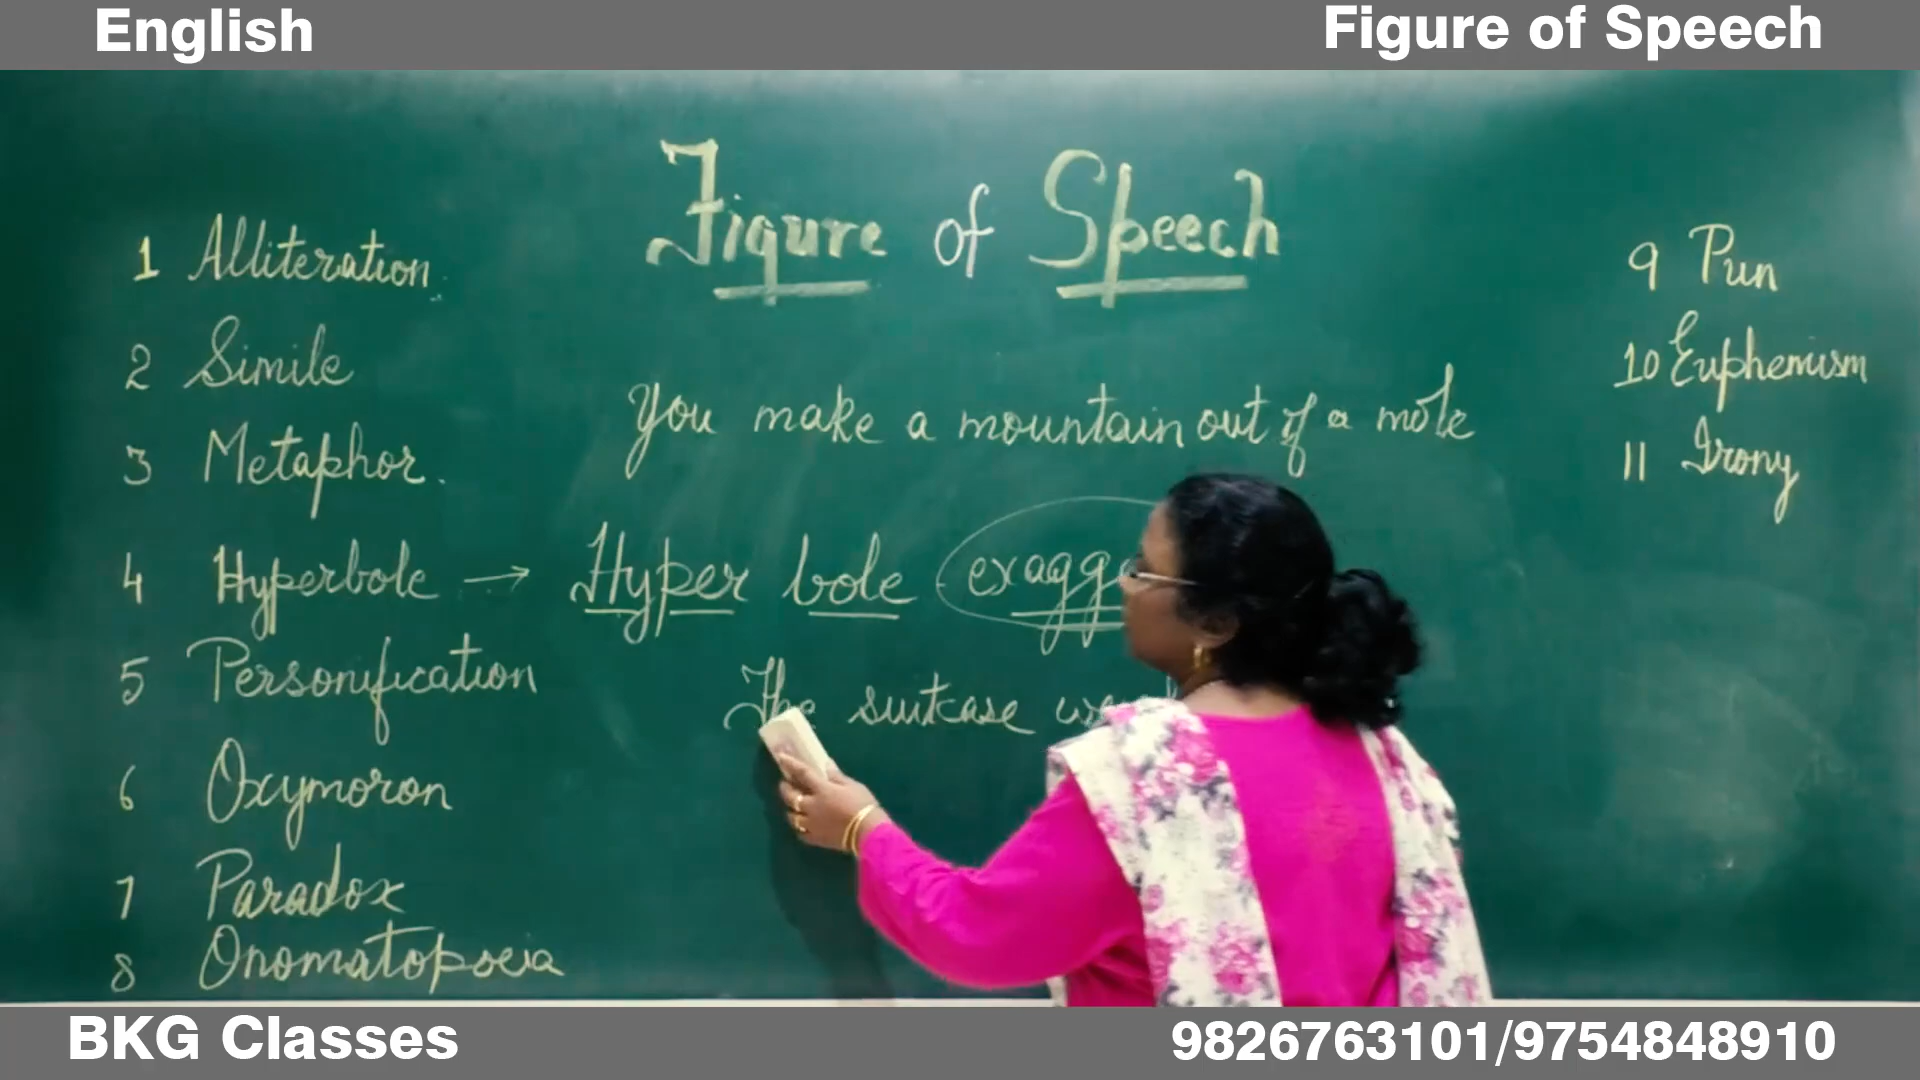 English
Figure of Speech
Figure of Speech
1 Alliteration
2 Simile
3 Metaphor.
4 Hyperbole → Hyper bole
5 Personification
6 Oxymoron
7 Paradox
8 Onomatopoeia
You make a mountain out of a mole
The suitcase
9 Pun
10 Euphemism
11 Irony
BKG Classes
9826763101/9754848910